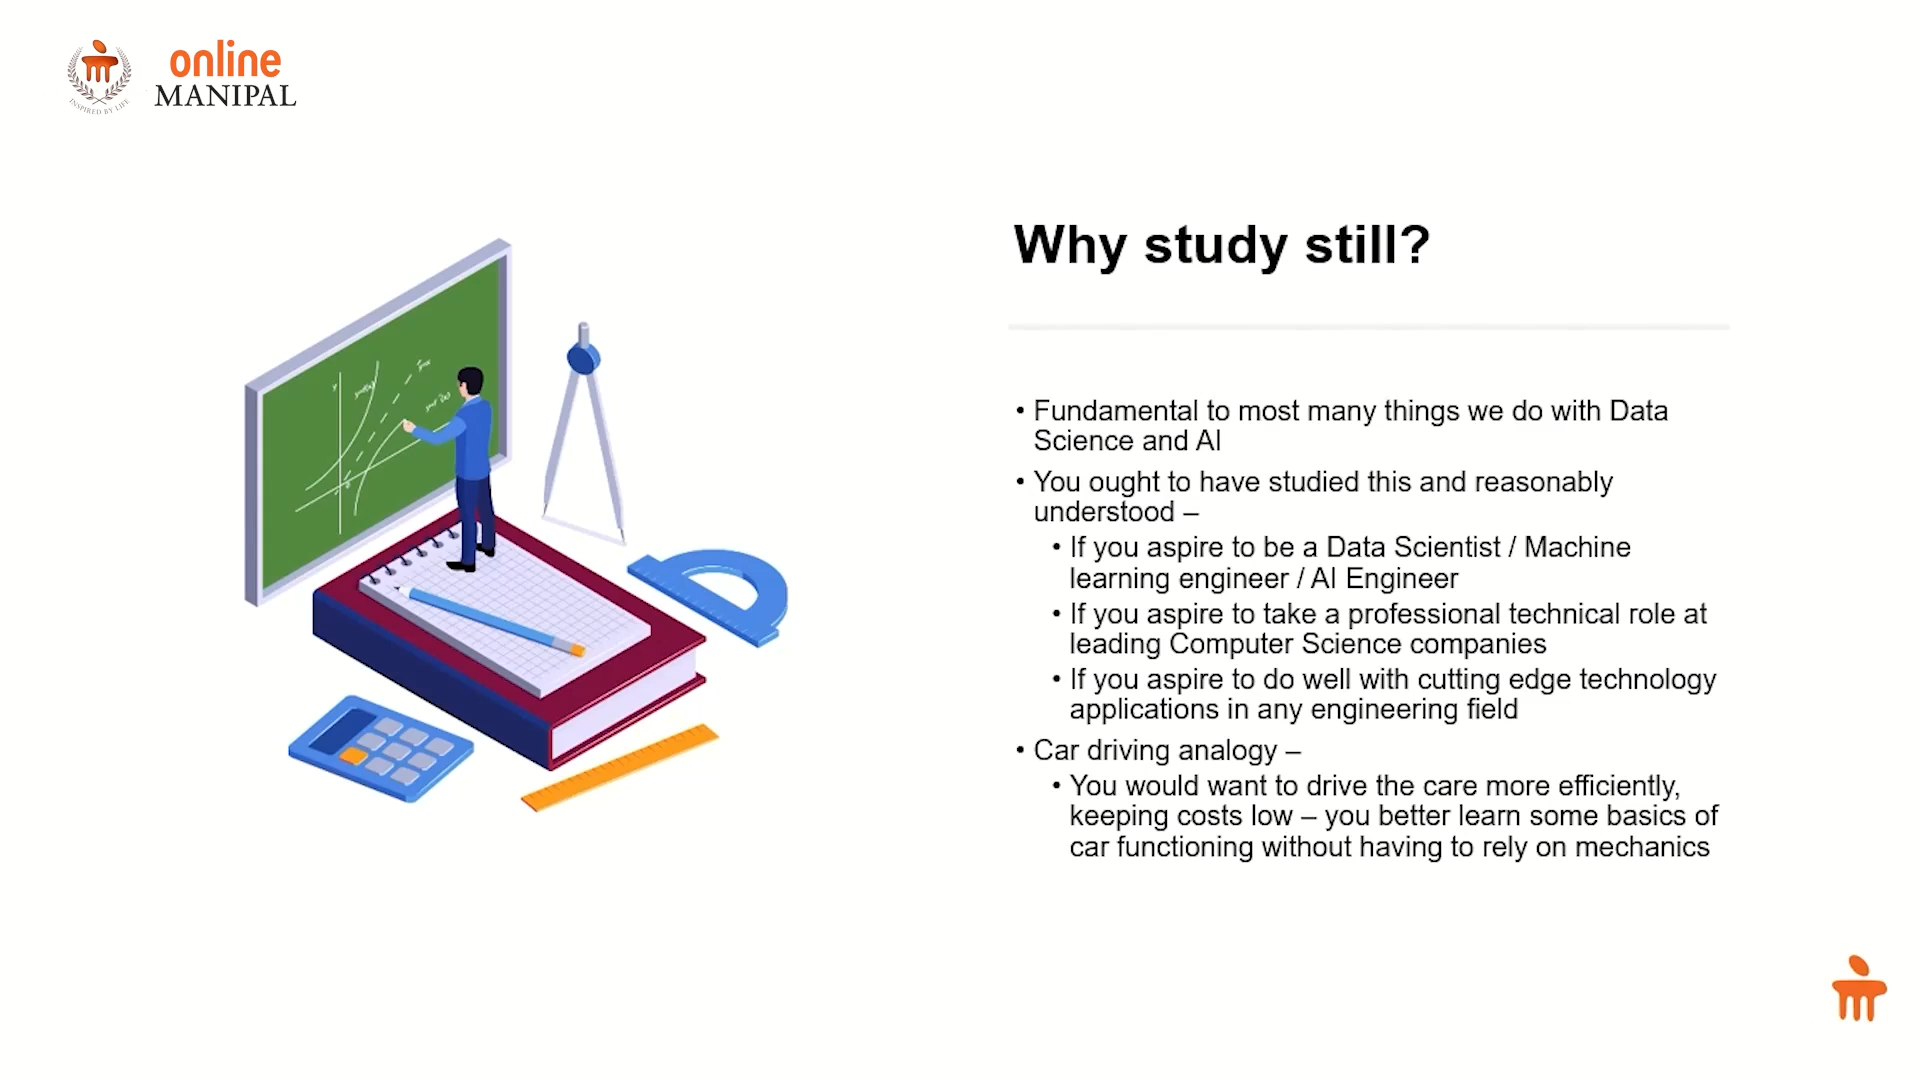 online
MANIPAL
INSPIRED BY LIFE
Why study still?
• Fundamental to most many things we do with Data
Science and AI
• You ought to have studied this and reasonably
understood –
• If you aspire to be a Data Scientist / Machine
learning engineer / AI Engineer
• If you aspire to take a professional technical role at
leading Computer Science companies
• If you aspire to do well with cutting edge technology
applications in any engineering field
• Car driving analogy –
• You would want to drive the care more efficiently,
keeping costs low – you better learn some basics of
car functioning without having to rely on mechanics